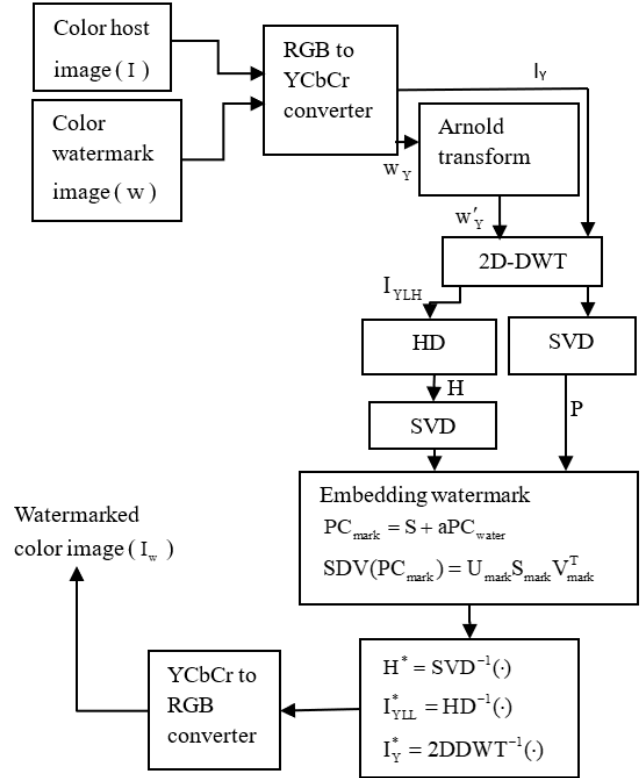 Color host
image ( I )
RGB to
YCbCr
converter
I_Y
Color
watermark
image ( w )
w_Y
Arnold
transform
w′_Y
2D-DWT
I_YLH
HD
SVD
H
P
SVD
Embedding watermark
PC_mark = S + aPC_water
SDV(PC_mark) = U_mark S_mark V^T_mark
Watermarked
color image ( I_w )
H* = SVD⁻¹(·)
I*_YLL = HD⁻¹(·)
I*_Y = 2DDWT⁻¹(·)
YCbCr to
RGB
converter